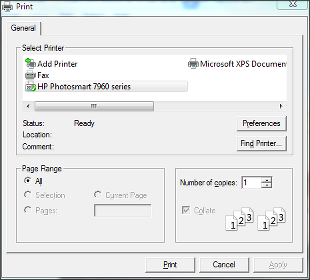 Print
General
Select Printer
Add Printer
Microsoft XPS Documen
Fax
HP Photosmart 7960 series
Status: Ready
Preferences
Location:
Comment:
Find Printer...
Page Range
All
Selection
Current Page
Pages:
Number of copies: 1
Collate
1 1 2 2 3 3
Print
Cancel
Apply